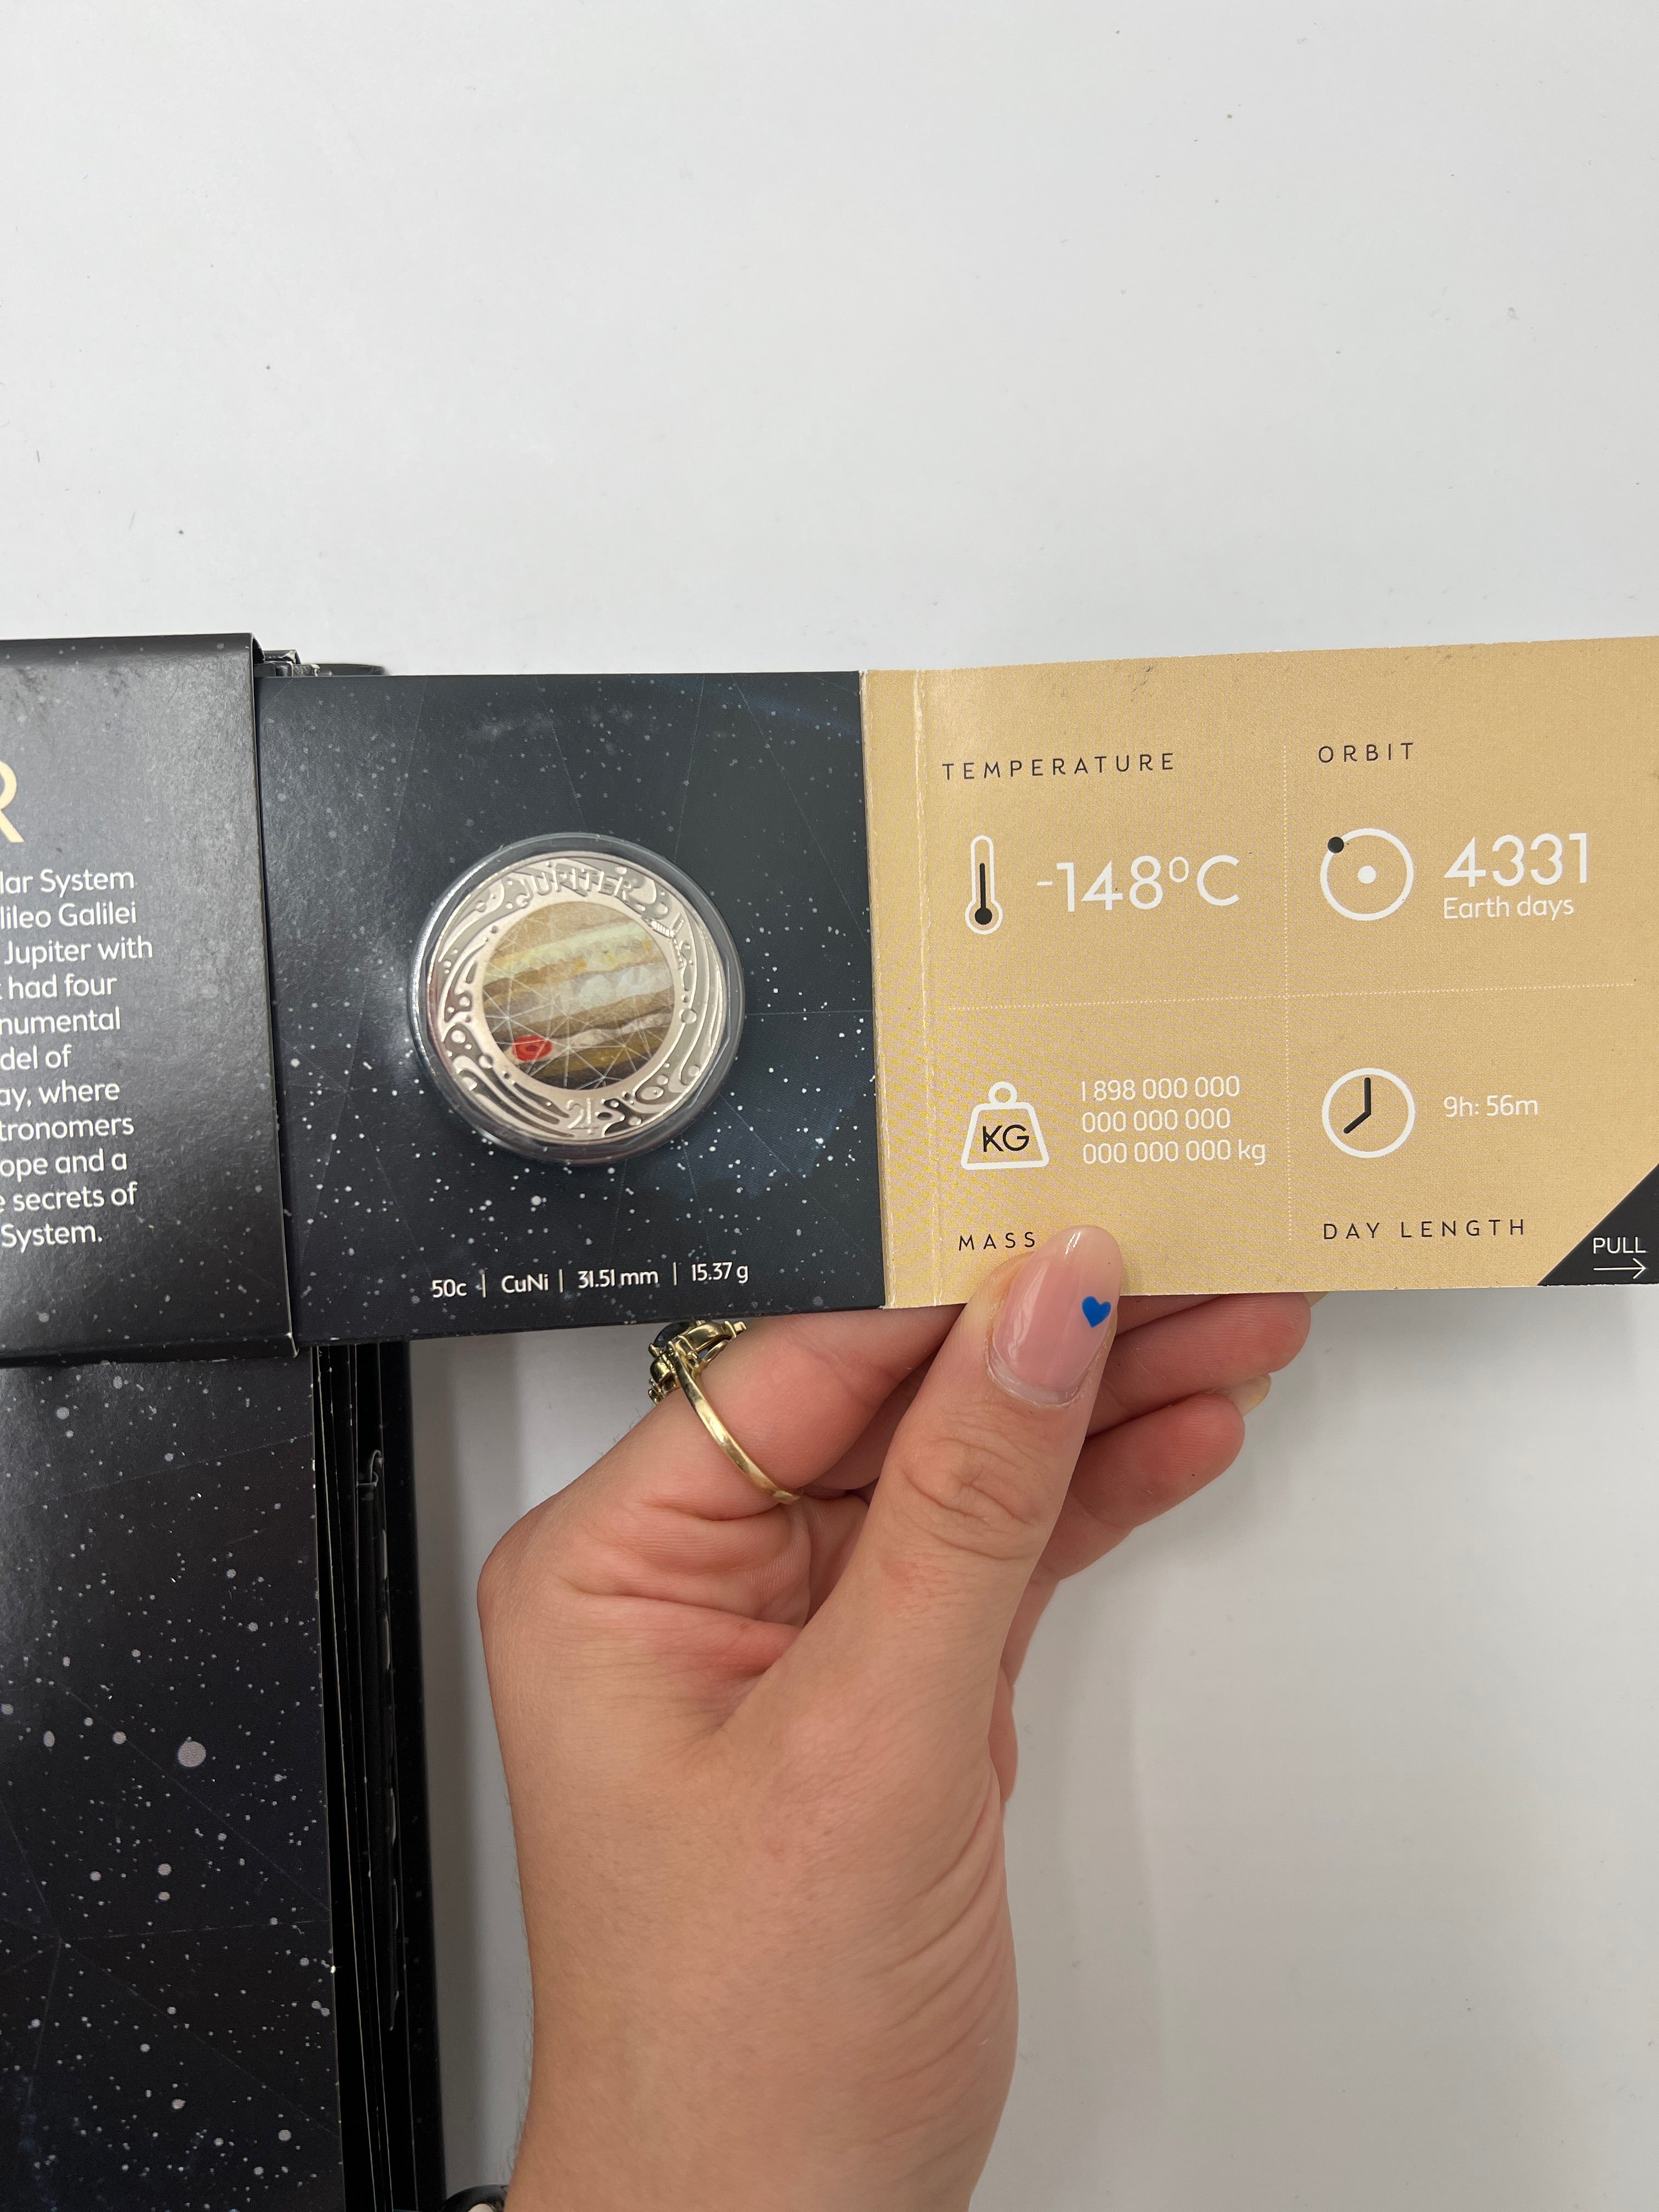 R
lar System
lileo Galilei
Jupiter with
had four
numental
del of
ay, where
tronomers
ope and a
secrets of
System.
JUPITER
50c | CuNi | 31.51 mm | 15.37 g
TEMPERATURE
-148°C
ORBIT
4331
Earth days
KG
1 898 000 000
000 000 000
000 000 000 kg
MASS
9h: 56m
DAY LENGTH
PULL